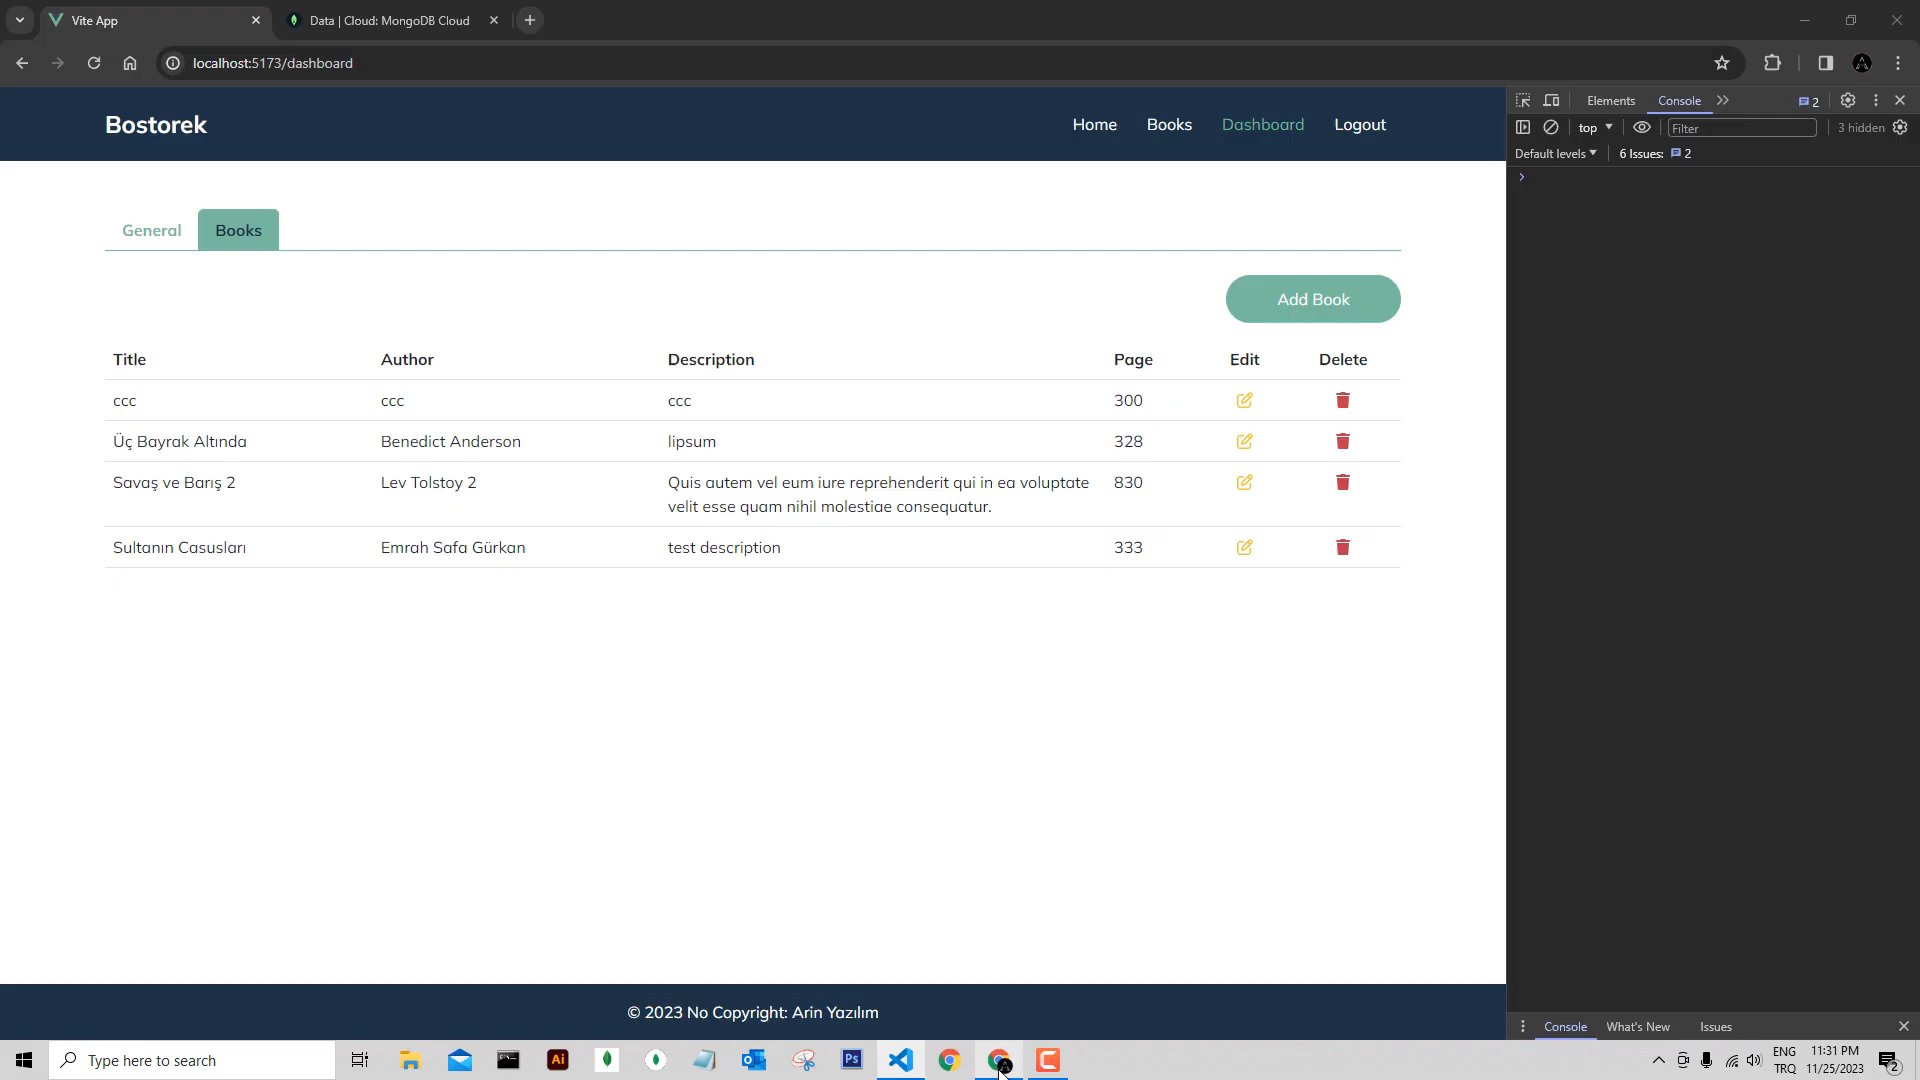 Vite App
Data | Cloud: MongoDB Cloud
localhost:5173/dashboard
Bostorek
Home Books Dashboard Logout
Elements Console 2
top Filter 3 hidden
Default levels 6 Issues: 2
General Books
Add Book
Title Author Description Page Edit Delete
ccc ccc ccc 300
Üç Bayrak Altında Benedict Anderson lipsum 328
Savaş ve Barış 2 Lev Tolstoy 2 Quis autem vel eum iure reprehenderit qui in ea voluptate 830
velit esse quam nihil molestiae consequatur.
Sultanın Casusları Emrah Safa Gürkan test description 333
© 2023 No Copyright: Arin Yazılım
Console What's New Issues
Type here to search
Ai
Ps
ENG 11:31 PM
TRQ 11/25/2023
2